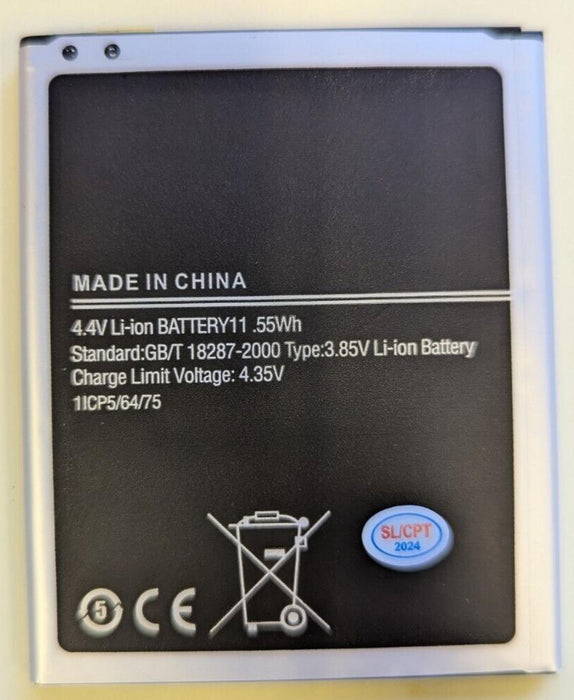 MADE IN CHINA
4.4V Li-ion BATTERY11 .55Wh
Standard:GB/T 18287-2000 Type:3.85V Li-ion Battery
Charge Limit Voltage: 4.35V
1ICP5/64/75
SL/CPT
2024
5 CE